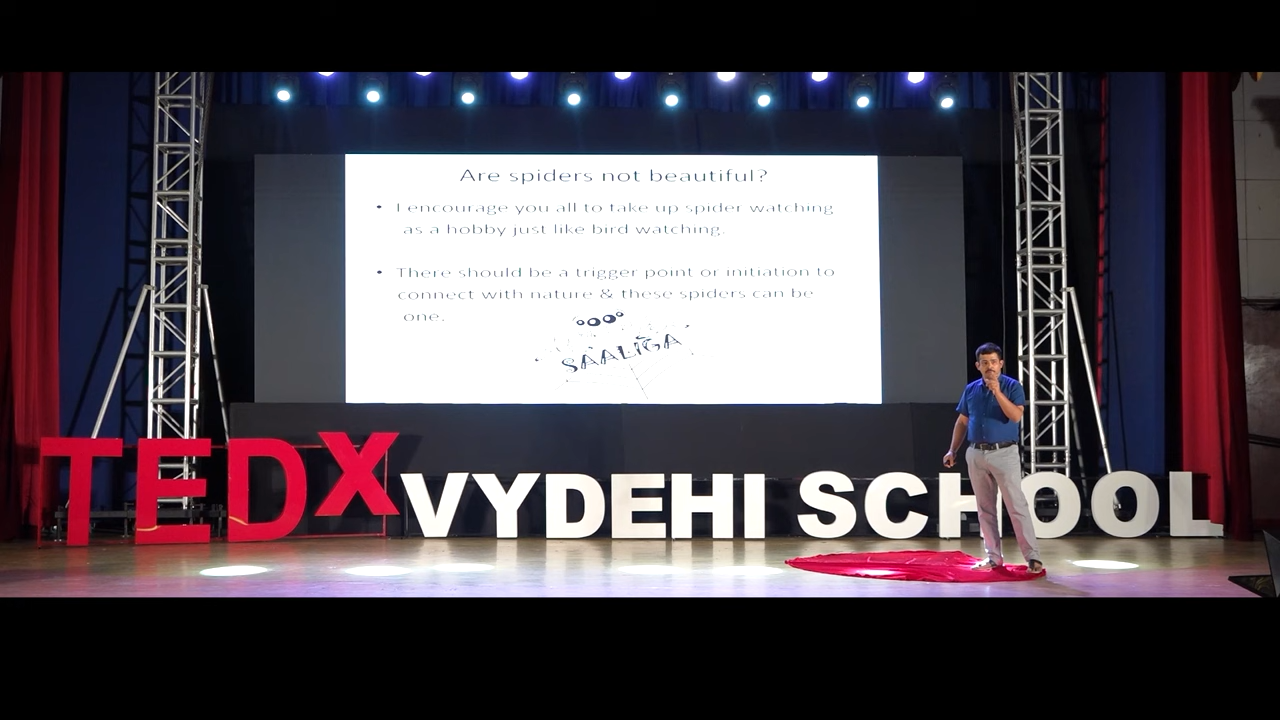 Are spiders not beautiful?
• I encourage you all to take up spider watching
as a hobby just like bird watching.
• There should be a trigger point or initiation to
connect with nature & these spiders can be
one.
SAALIGA
TEDX VYDEHI SCHOOL